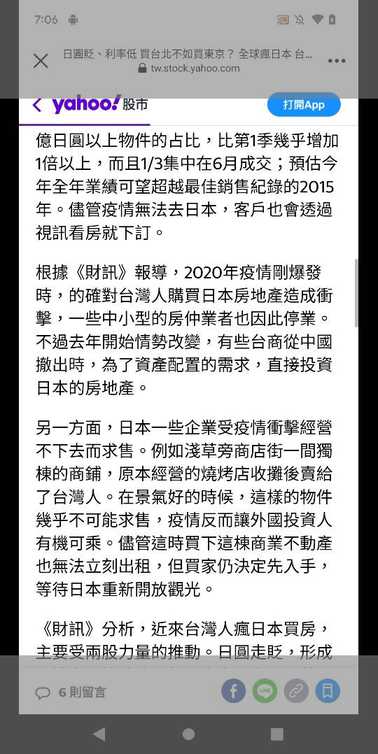 7:06
日圓貶、利率低 買台北不如買東京？ 全球瘋日本 台...
tw.stock.yahoo.com
yahoo!股市
打開App
億日圓以上物件的占比，比第1季幾乎增加
1倍以上，而且1/3集中在6月成交；預估今
年全年業績可望超越最佳銷售紀錄的2015
年。儘管疫情無法去日本，客戶也會透過
視訊看房就下訂。
根據《財訊》報導，2020年疫情剛爆發
時，的確對台灣人購買日本房地產造成衝
擊，一些中小型的房仲業者也因此停業。
不過去年開始情勢改變，有些台商從中國
撤出時，為了資產配置的需求，直接投資
日本的房地產。
另一方面，日本一些企業受疫情衝擊經營
不下去而求售。例如淺草旁商店街一間獨
棟的商鋪，原本經營的燒烤店收攤後賣給
了台灣人。在景氣好的時候，這樣的物件
幾乎不可能求售，疫情反而讓外國投資人
有機可乘。儘管這時買下這棟商業不動產
也無法立刻出租，但買家仍決定先入手，
等待日本重新開放觀光。
《財訊》分析，近來台灣人瘋日本買房，
主要受兩股力量的推動。日圓走貶，形成
6 則留言